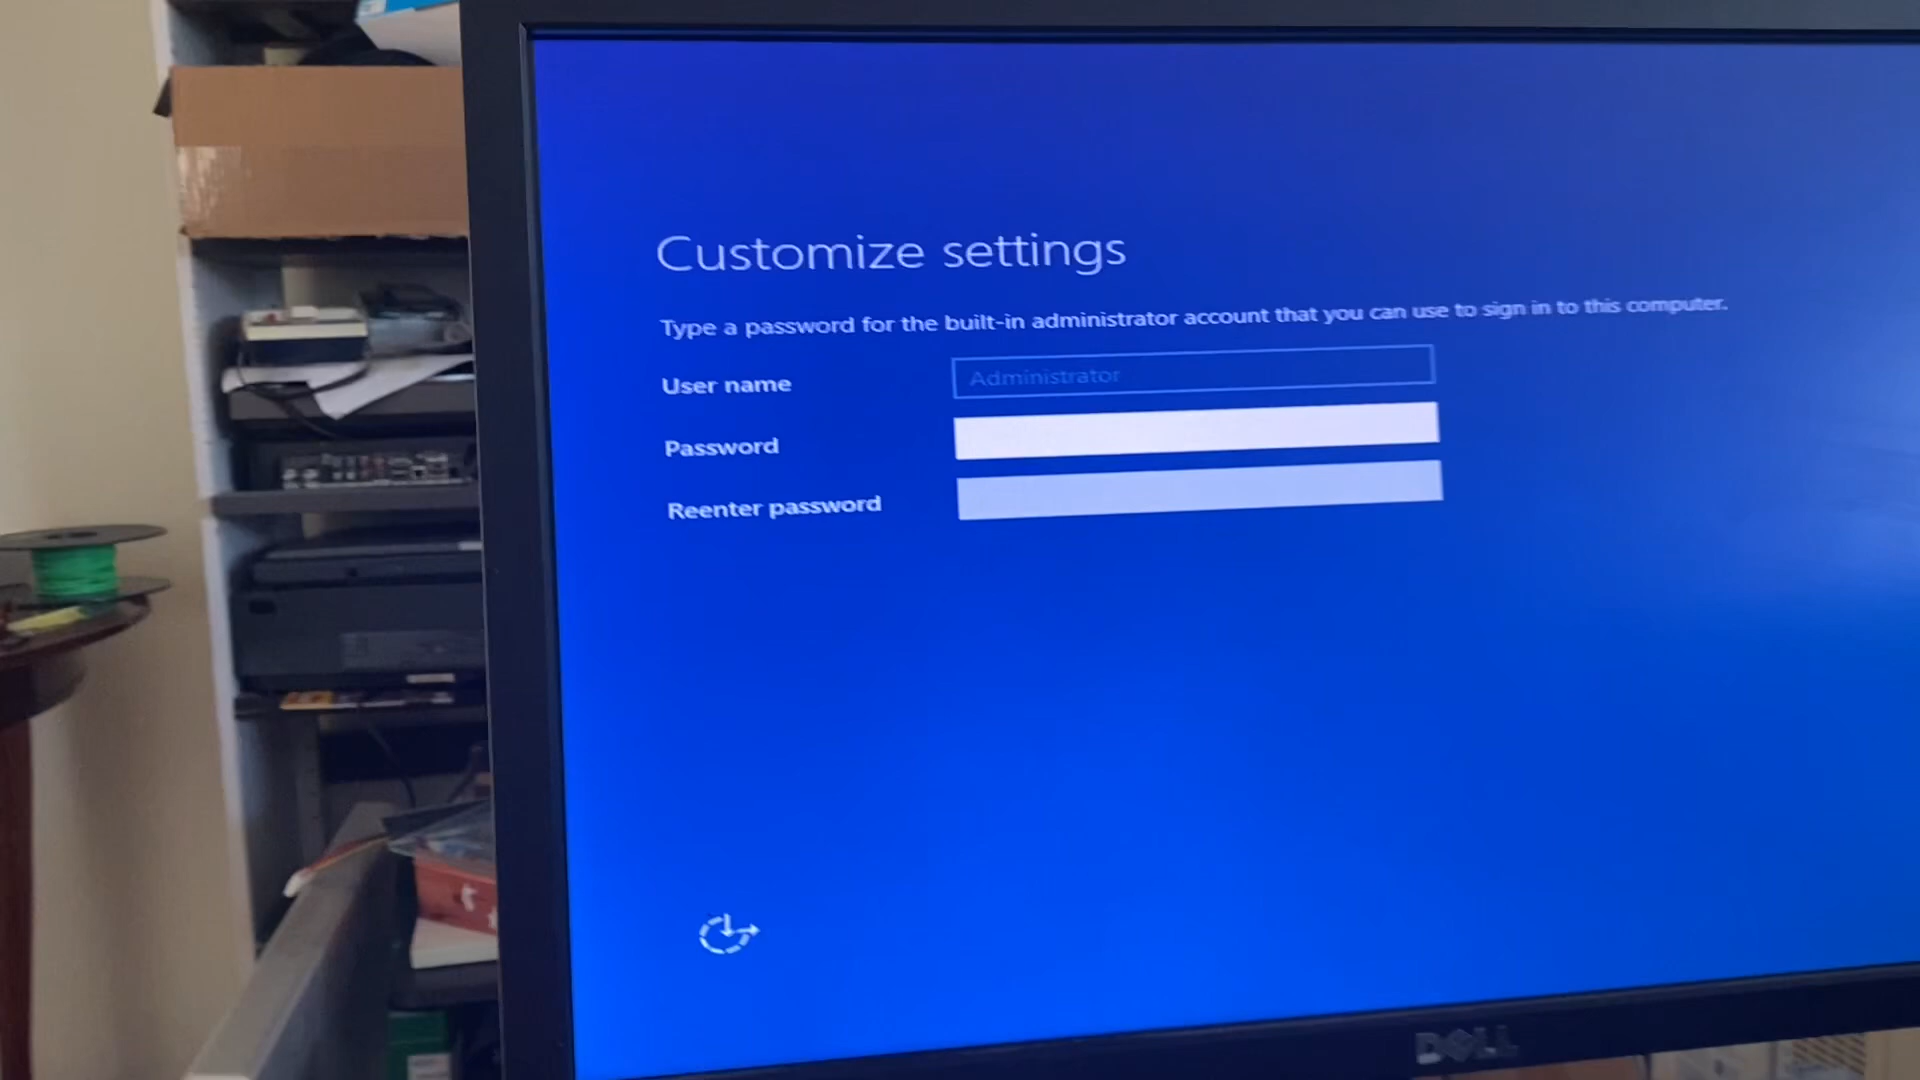 Customize settings
Type a password for the built-in administrator account that you can use to sign in to this computer.
User name
Administrator
Password
Reenter password
DELL